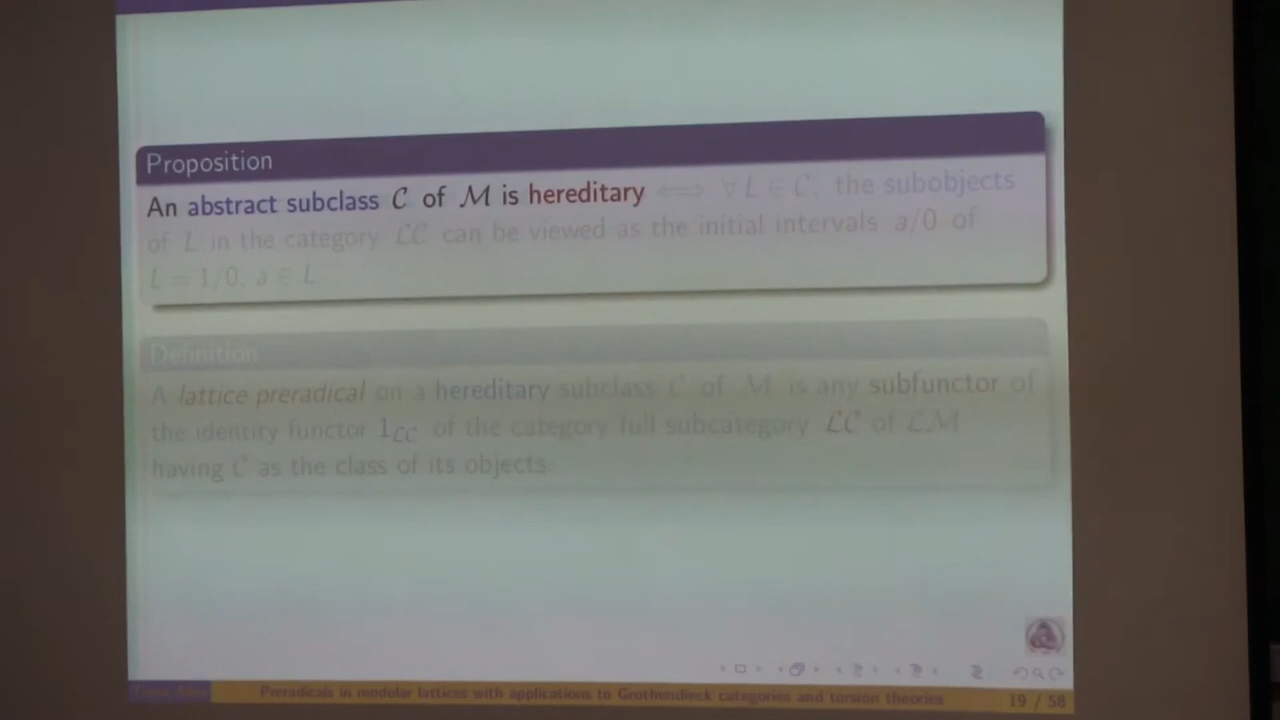 Proposition
An abstract subclass 𝒞 of ℳ is hereditary ⟺ ∀ L ∈ 𝒞, the subobjects
of L in the category ℒ𝒞 can be viewed as the initial intervals a/0 of
L = 1/0, a ∈ L
Definition
A lattice preradical on a hereditary subclass 𝒞 of ℳ is any subfunctor of
the identity functor 1_ℒ𝒞 of the category full subcategory ℒ𝒞 of ℒℳ
having 𝒞 as the class of its objects.
Preradicals in modular lattices with applications to Grothendieck categories and torsion theories
19 / 58